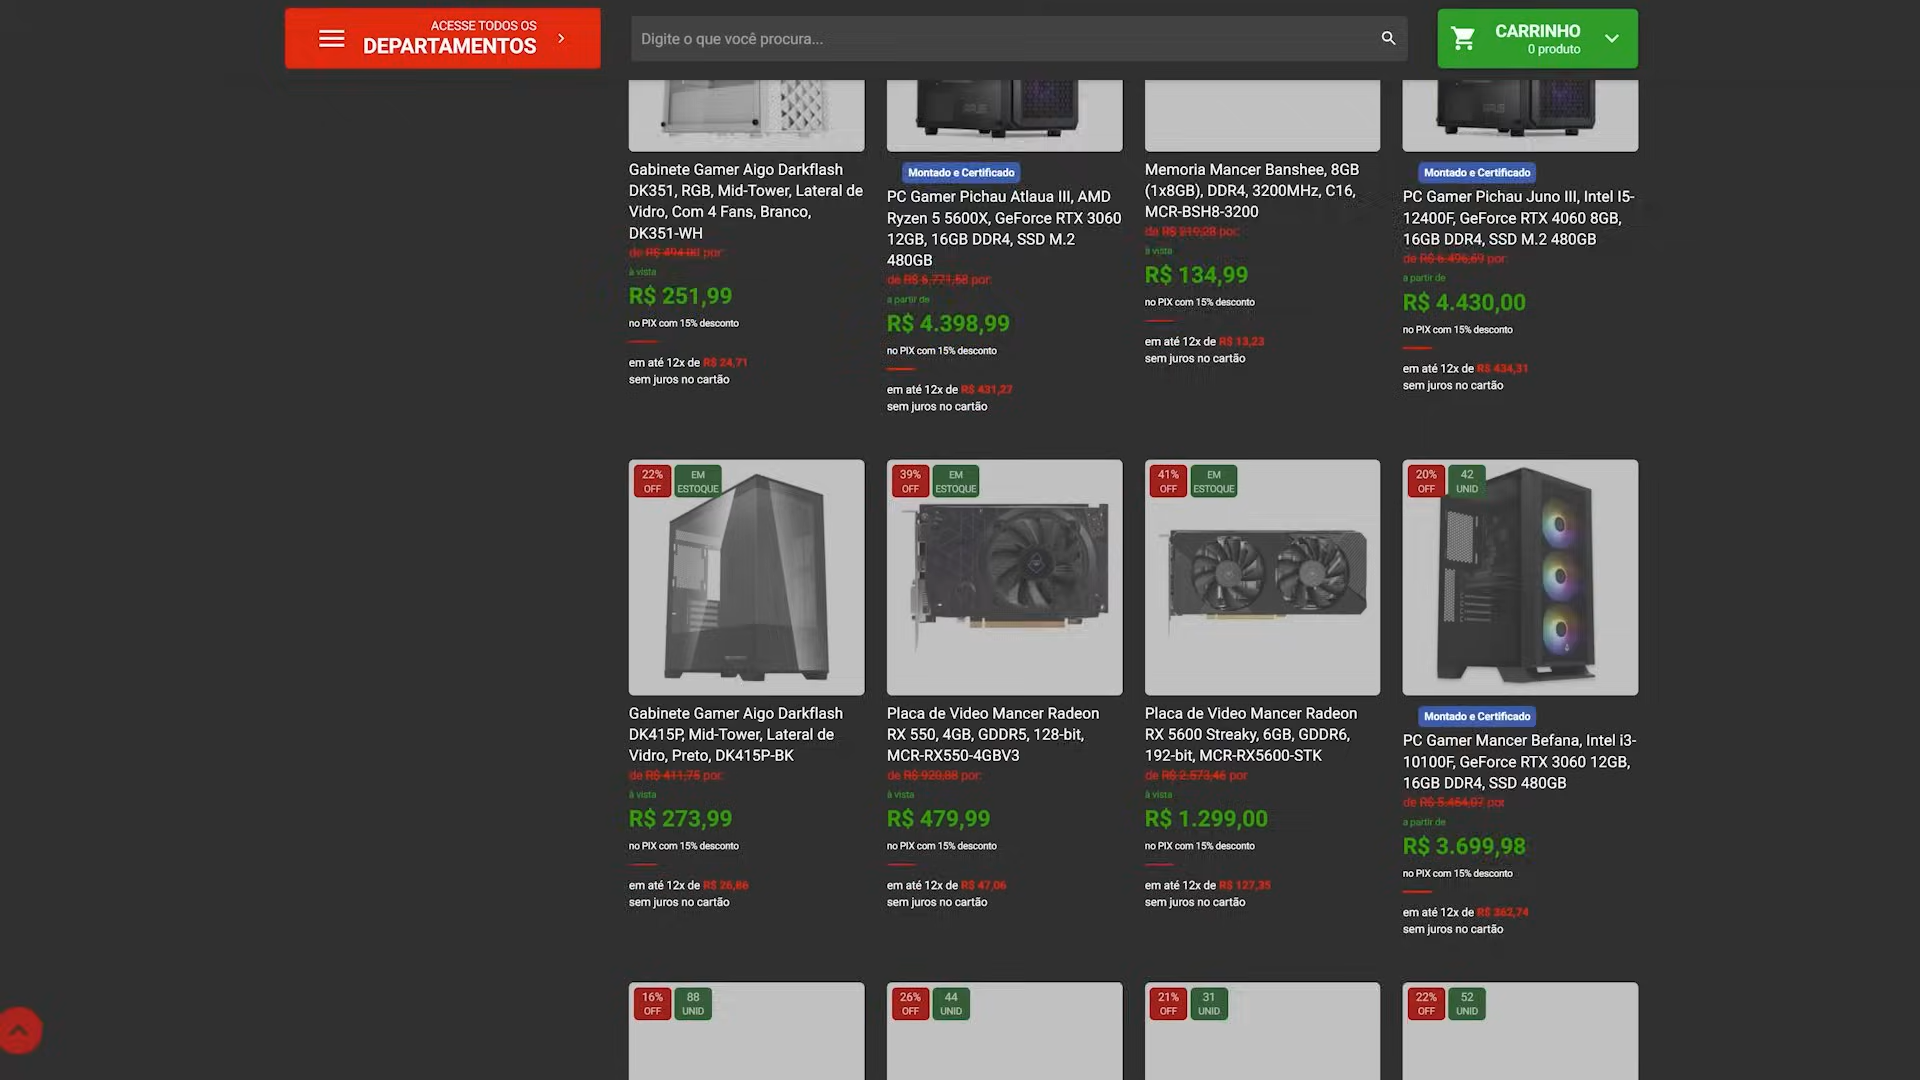 ACESSE TODOS OS
DEPARTAMENTOS
Digite o que você procura...
CARRINHO
0 produto
Gabinete Gamer Aigo Darkflash
DK351, RGB, Mid-Tower, Lateral de
Vidro, Com 4 Fans, Branco,
DK351-WH
de R$ 494.00 por:
à vista
R$ 251,99
no PIX com 15% desconto
em até 12x de R$ 24,71
sem juros no cartão
Montado e Certificado
PC Gamer Pichau Atlaua III, AMD
Ryzen 5 5600X, GeForce RTX 3060
12GB, 16GB DDR4, SSD M.2
480GB
de R$ 6.771,58 por:
a partir de
R$ 4.398,99
no PIX com 15% desconto
em até 12x de R$ 431,27
sem juros no cartão
Memoria Mancer Banshee, 8GB
(1x8GB), DDR4, 3200MHz, C16,
MCR-BSH8-3200
de R$ 219,28 por:
à vista
R$ 134,99
no PIX com 15% desconto
em até 12x de R$ 13,23
sem juros no cartão
Montado e Certificado
PC Gamer Pichau Juno III, Intel I5-
12400F, GeForce RTX 4060 8GB,
16GB DDR4, SSD M.2 480GB
de R$ 6.496,69 por:
a partir de
R$ 4.430,00
no PIX com 15% desconto
em até 12x de R$ 434,31
sem juros no cartão
22%
OFF
EM
ESTOQUE
Gabinete Gamer Aigo Darkflash
DK415P, Mid-Tower, Lateral de
Vidro, Preto, DK415P-BK
de R$ 411,75 por:
à vista
R$ 273,99
no PIX com 15% desconto
em até 12x de R$ 26,86
sem juros no cartão
39%
OFF
EM
ESTOQUE
Placa de Video Mancer Radeon
RX 550, 4GB, GDDR5, 128-bit,
MCR-RX550-4GBV3
de R$ 920,88 por:
à vista
R$ 479,99
no PIX com 15% desconto
em até 12x de R$ 47,06
sem juros no cartão
41%
OFF
EM
ESTOQUE
Placa de Video Mancer Radeon
RX 5600 Streaky, 6GB, GDDR6,
192-bit, MCR-RX5600-STK
de R$ 2.573,46 por
à vista
R$ 1.299,00
no PIX com 15% desconto
em até 12x de R$ 127,35
sem juros no cartão
20%
OFF
42
UNID
Montado e Certificado
PC Gamer Mancer Befana, Intel i3-
10100F, GeForce RTX 3060 12GB,
16GB DDR4, SSD 480GB
de R$ 5.454,07 por
a partir de
R$ 3.699,98
no PIX com 15% desconto
em até 12x de R$ 362,74
sem juros no cartão
16%
OFF
88
UNID
26%
OFF
44
UNID
21%
OFF
31
UNID
22%
OFF
52
UNID